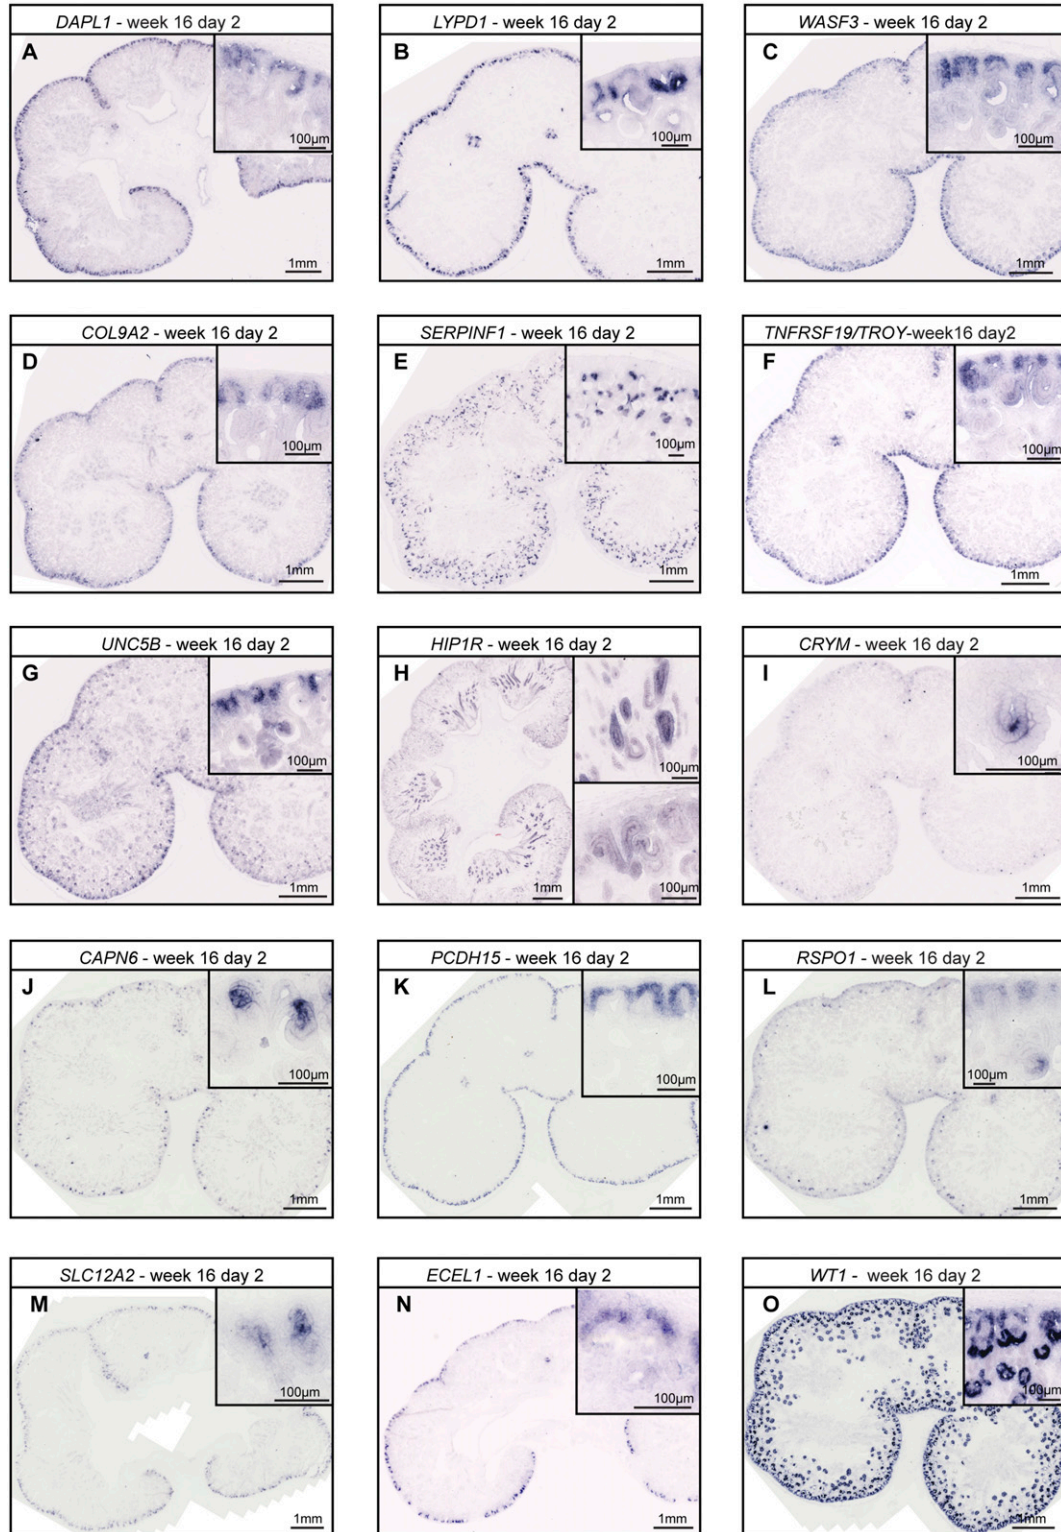 DAPL1 - week 16 day 2
A
100µm
1mm
LYPD1 - week 16 day 2
B
100µm
1mm
WASF3 - week 16 day 2
C
100µm
1mm
COL9A2 - week 16 day 2
D
100µm
1mm
SERPINF1 - week 16 day 2
E
100µm
1mm
TNFRSF19/TROY-week16 day2
F
100µm
1mm
UNC5B - week 16 day 2
G
100µm
1mm
HIP1R - week 16 day 2
H
100µm
1mm
100µm
CRYM - week 16 day 2
I
100µm
1mm
CAPN6 - week 16 day 2
J
100µm
1mm
PCDH15 - week 16 day 2
K
100µm
1mm
RSPO1 - week 16 day 2
L
100µm
1mm
SLC12A2 - week 16 day 2
M
100µm
1mm
ECEL1 - week 16 day 2
N
100µm
1mm
WT1 - week 16 day 2
O
100µm
1mm